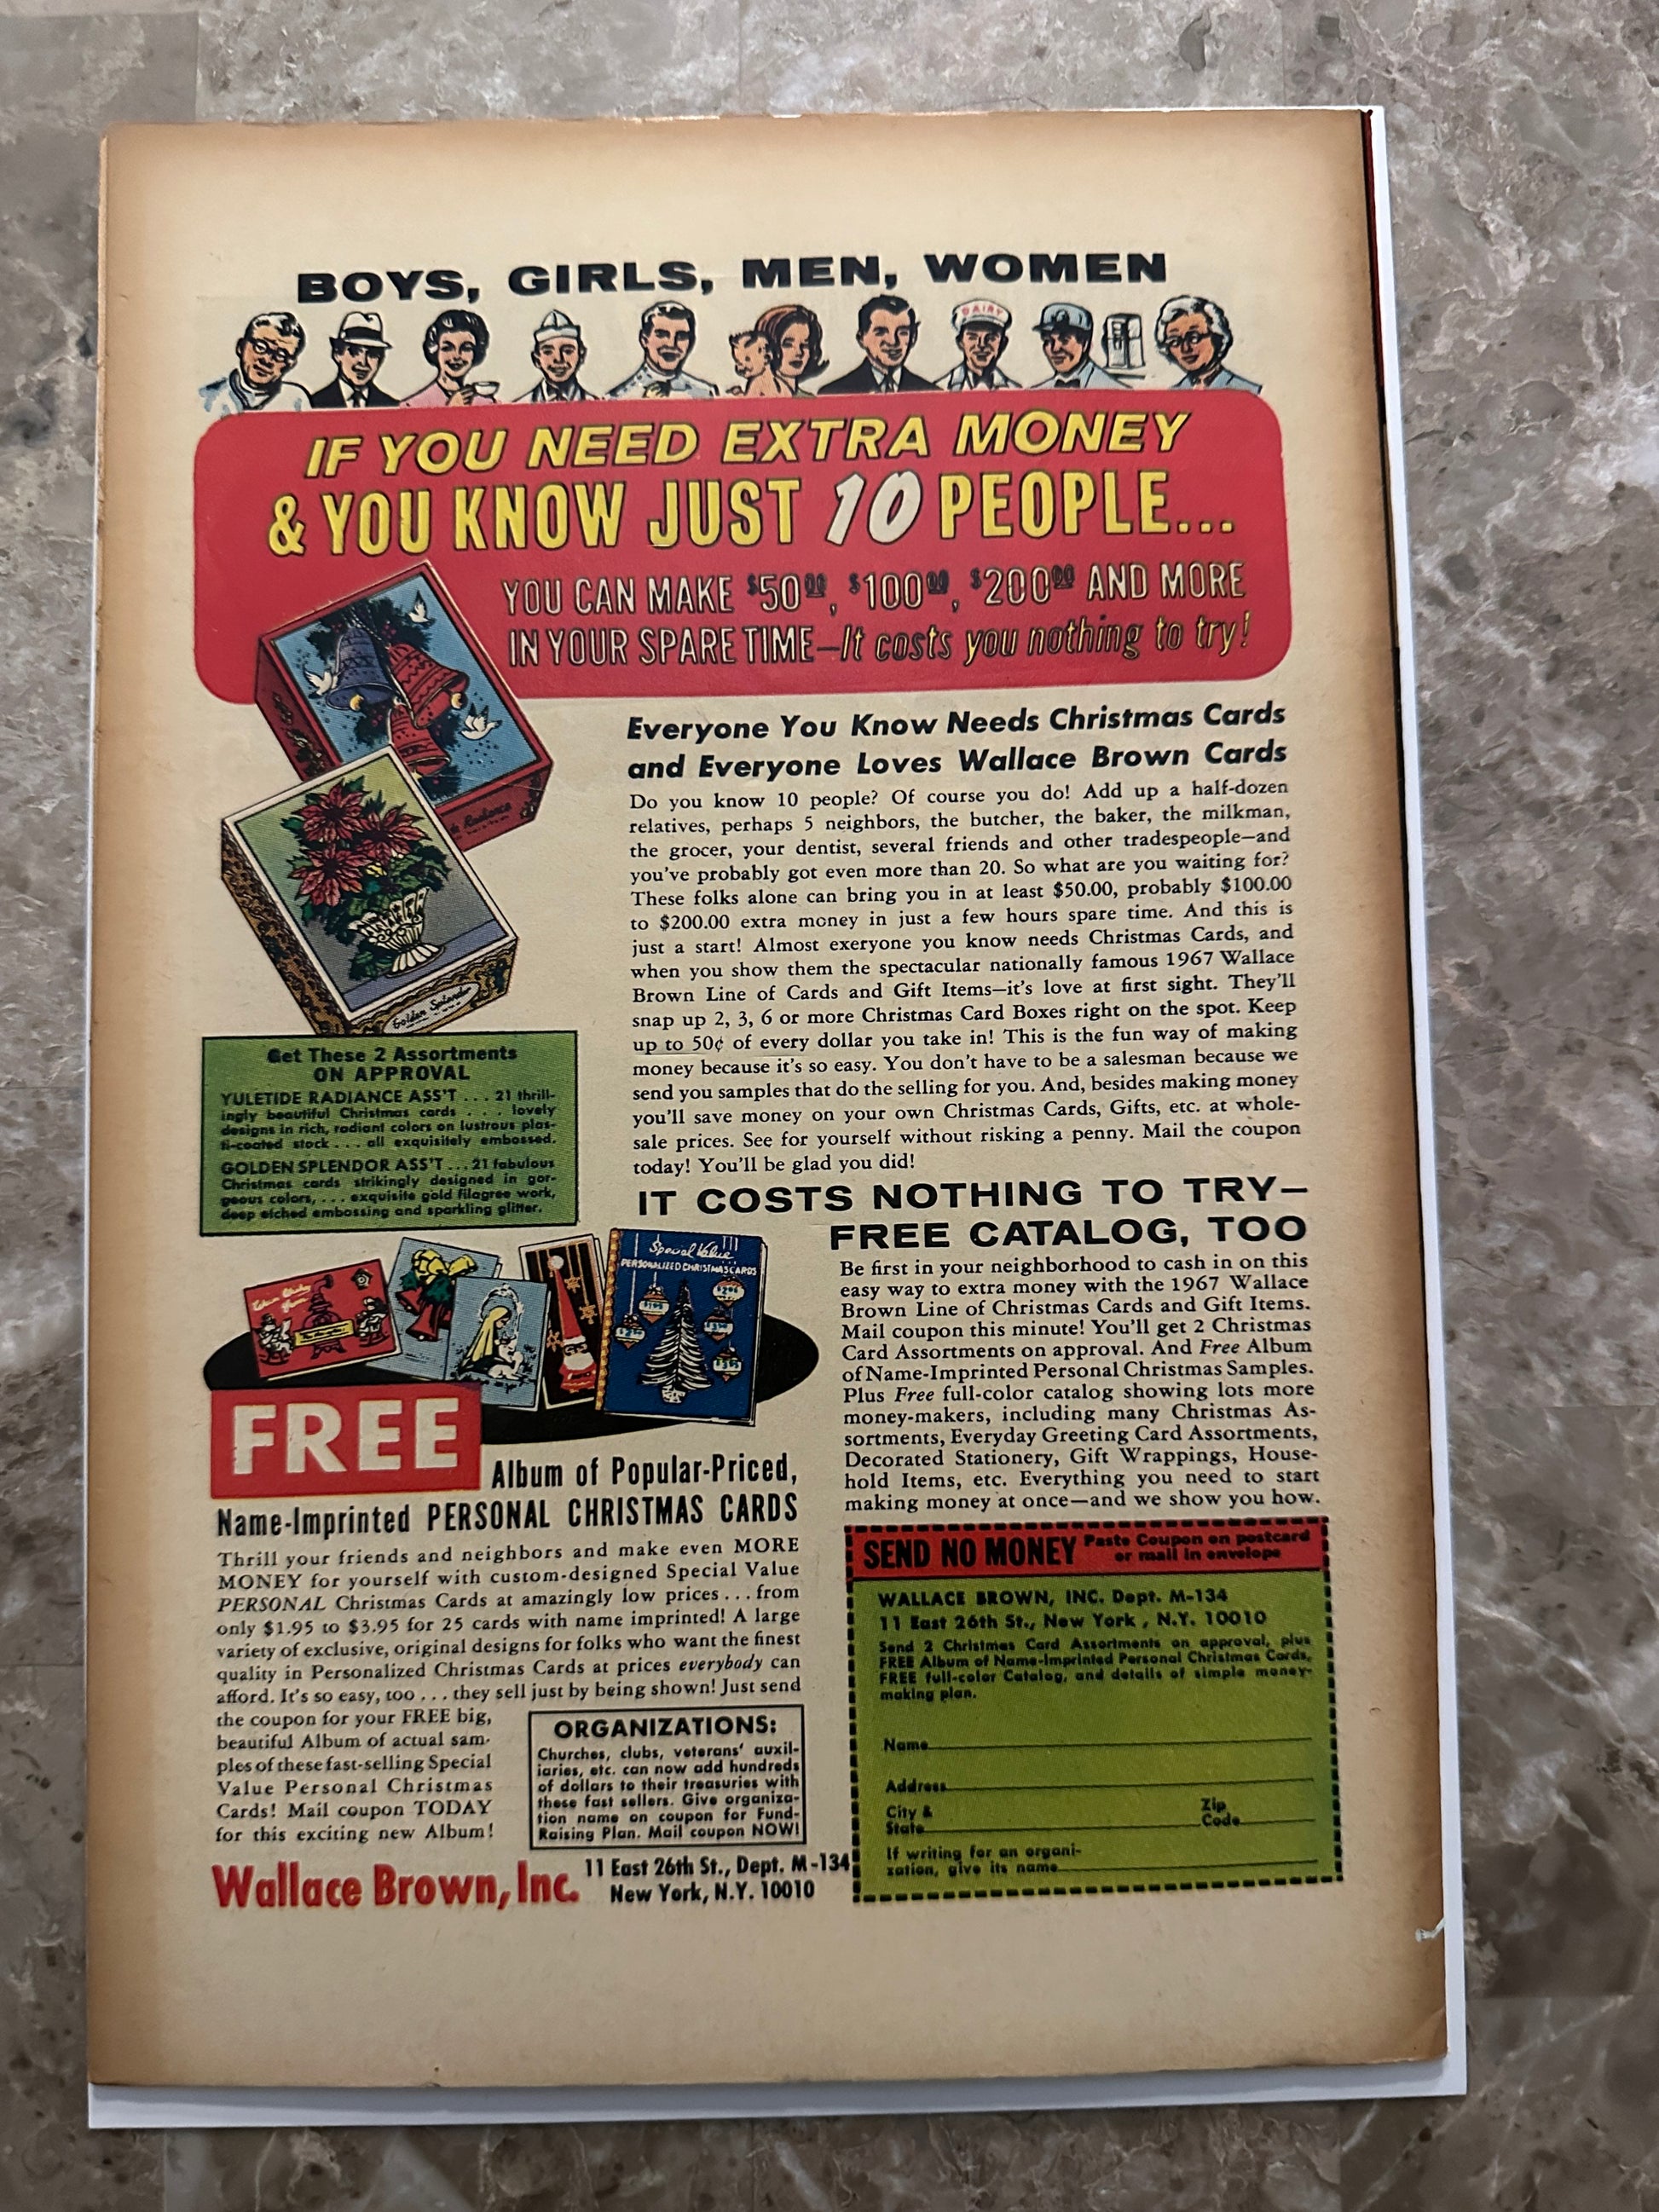 BOYS, GIRLS, MEN, WOMEN
DAIRY
IF YOU NEED EXTRA MONEY
& YOU KNOW JUST 10 PEOPLE...
YOU CAN MAKE $50.00, $100.00, $200.00 AND MORE
IN YOUR SPARE TIME—It costs you nothing to try!
Golden Splendor
Everyone You Know Needs Christmas Cards
and Everyone Loves Wallace Brown Cards
Do you know 10 people? Of course you do! Add up a half-dozen
relatives, perhaps 5 neighbors, the butcher, the baker, the milkman,
the grocer, your dentist, several friends and other tradespeople—and
you've probably got even more than 20. So what are you waiting for?
These folks alone can bring you in at least $50.00, probably $100.00
to $200.00 extra money in just a few hours spare time. And this is
just a start! Almost exeryone you know needs Christmas Cards, and
when you show them the spectacular nationally famous 1967 Wallace
Brown Line of Cards and Gift Items—it's love at first sight. They'll
snap up 2, 3, 6 or more Christmas Card Boxes right on the spot. Keep
up to 50¢ of every dollar you take in! This is the fun way of making
money because it's so easy. You don't have to be a salesman because we
send you samples that do the selling for you. And, besides making money
you'll save money on your own Christmas Cards, Gifts, etc. at whole-
sale prices. See for yourself without risking a penny. Mail the coupon
today! You'll be glad you did!
Get These 2 Assortments
ON APPROVAL
YULETIDE RADIANCE ASS'T . . . 21 thrill-
ingly beautiful Christmas cards . . . lovely
designs in rich, radiant colors on lustrous plas-
ti-coated stock . . . all exquisitely embossed.
GOLDEN SPLENDOR ASS'T . . . 21 fabulous
Christmas cards strikingly designed in gor-
geous colors, . . . exquisite gold filagree work,
deep etched embossing and sparkling glitter.
IT COSTS NOTHING TO TRY—
FREE CATALOG, TOO
Be first in your neighborhood to cash in on this
easy way to extra money with the 1967 Wallace
Brown Line of Christmas Cards and Gift Items.
Mail coupon this minute! You'll get 2 Christmas
Card Assortments on approval. And Free Album
of Name-Imprinted Personal Christmas Samples.
Plus Free full-color catalog showing lots more
money-makers, including many Christmas As-
sortments, Everyday Greeting Card Assortments,
Decorated Stationery, Gift Wrappings, House-
hold Items, etc. Everything you need to start
making money at once—and we show you how.
Special Value
PERSONALIZED CHRISTMAS CARDS
FREE
Album of Popular-Priced,
Name-Imprinted PERSONAL CHRISTMAS CARDS
Thrill your friends and neighbors and make even MORE
MONEY for yourself with custom-designed Special Value
PERSONAL Christmas Cards at amazingly low prices . . . from
only $1.95 to $3.95 for 25 cards with name imprinted! A large
variety of exclusive, original designs for folks who want the finest
quality in Personalized Christmas Cards at prices everybody can
afford. It's so easy, too . . . they sell just by being shown! Just send
the coupon for your FREE big,
beautiful Album of actual sam-
ples of these fast-selling Special
Value Personal Christmas
Cards! Mail coupon TODAY
for this exciting new Album!
ORGANIZATIONS:
Churches, clubs, veterans' auxil-
iaries, etc. can now add hundreds
of dollars to their treasuries with
these fast sellers. Give organiza-
tion name on coupon for Fund-
Raising Plan. Mail coupon NOW!
Wallace Brown, Inc.
11 East 26th St., Dept. M-134
New York, N.Y. 10010
SEND NO MONEY
Paste Coupon on postcard
or mail in envelope
WALLACE BROWN, INC. Dept. M-134
11 East 26th St., New York , N.Y. 10010
Send 2 Christmas Card Assortments on approval, plus
FREE Album of Name-Imprinted Personal Christmas Cards,
FREE full-color Catalog, and details of simple money-
making plan.
Name
Address
City &
State
Zip
Code
If writing for an organi-
zation, give its name